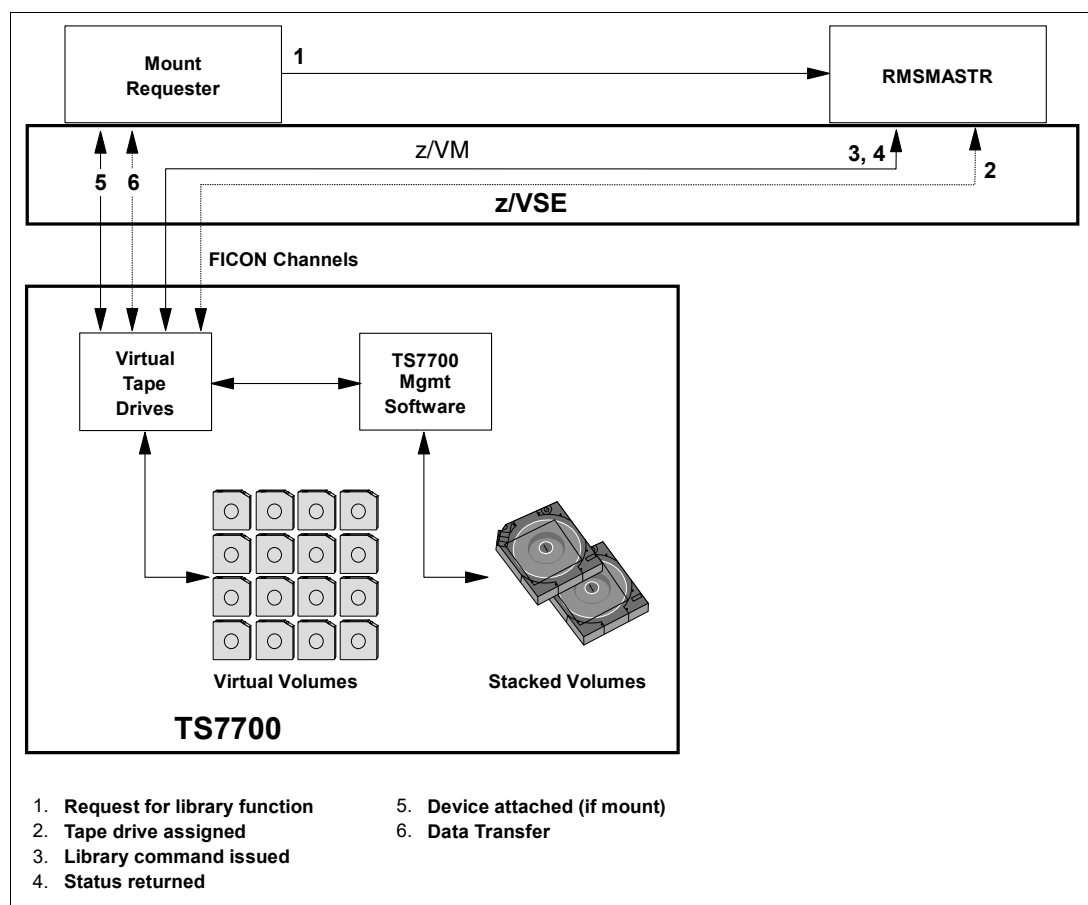 Mount
Requester
1
RMSMASTR
z/VM
3, 4
2
5
6
z/VSE
FICON Channels
Virtual
Tape
Drives
TS7700
Mgmt
Software
Virtual Volumes
Stacked Volumes
TS7700
1. Request for library function
2. Tape drive assigned
3. Library command issued
4. Status returned
5. Device attached (if mount)
6. Data Transfer